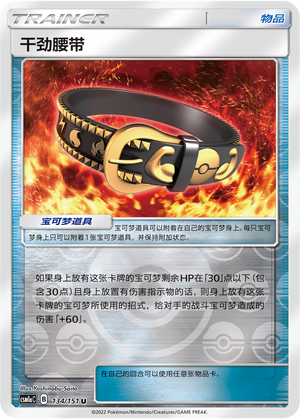 TRAINER
物品
干劲腰带
宝可梦道具
宝可梦道具可以附着在自己的宝可梦身上。每只宝可
梦身上只可以附着1张宝可梦道具，并保持附加状态。
如果身上放有这张卡牌的宝可梦剩余HP在「30」点以下(包
含30点)且身上放有伤害指示物的话，则身上放有这张卡
牌的宝可梦所使用的招式，给对手的战斗宝可梦造成的
伤害「+60」。
Illus. Yoshinobu Saito
CSM1aC B 134/151 U
在自己的回合可以使用任意张物品卡。
©2022 Pokémon/Nintendo/Creatures/GAME FREAK.